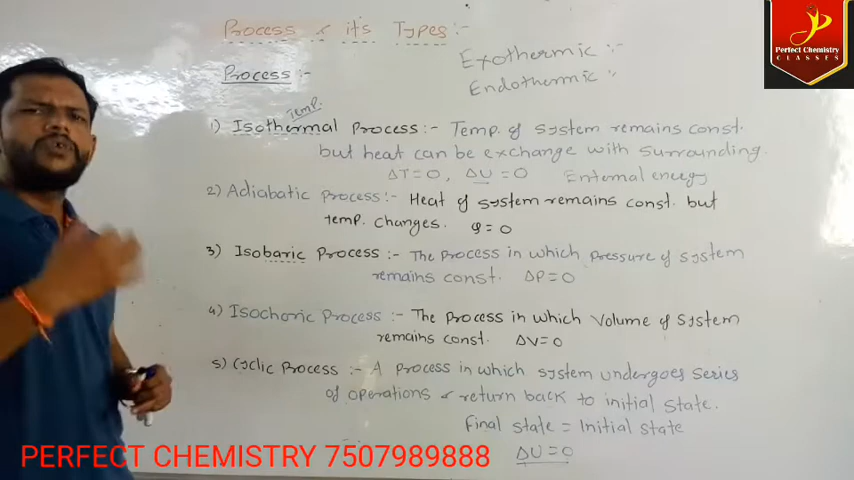 Process & it's Types :-
Exothermic :-
Endothermic "
Process :-
Temp.
1) Isothermal Process :- Temp. of system remains const.
but heat can be exchange with surrounding.
ΔT=0, ΔU=0 Enternal energy
2) Adiabatic Process :- Heat of system remains const. but
temp. changes. q=0
3) Isobaric Process :- The Process in which Pressure of system
remains const. ΔP=0
4) Isochoric Process :- The Process in which Volume of system
remains const. ΔV=0
5) Cyclic Process :- A Process in which system undergoes series
of operations & return back to initial state.
Final state = Initial state
ΔU=0
Perfect Chemistry
CLASSES
PERFECT CHEMISTRY 7507989888